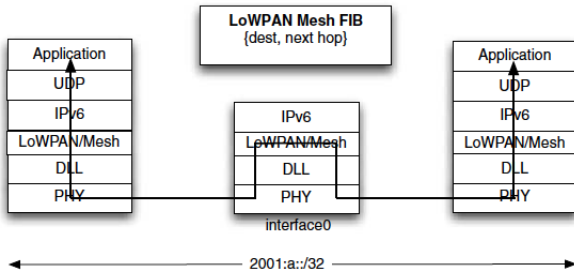 LoWPAN Mesh FIB
{dest, next hop}
Application
UDP
IPv6
LoWPAN/Mesh
DLL
PHY
IPv6
LoWPAN/Mesh
DLL
PHY
interface0
Application
UDP
IPv6
LoWPAN/Mesh
DLL
PHY
2001:a::/32